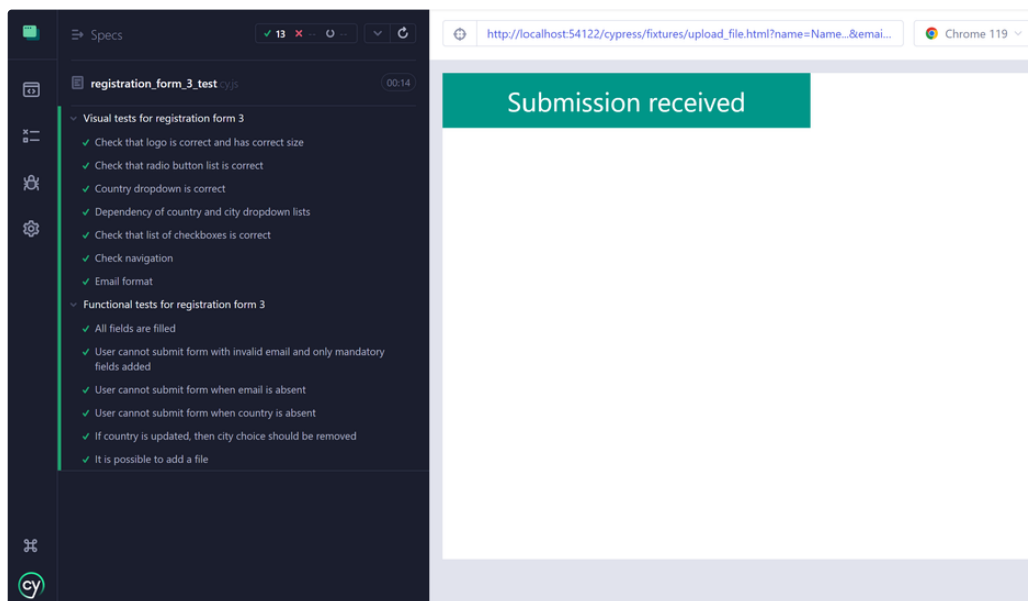 Specs
13
-- --
registration_form_3_test.cy.js
00:14
Visual tests for registration form 3
Check that logo is correct and has correct size
Check that radio button list is correct
Country dropdown is correct
Dependency of country and city dropdown lists
Check that list of checkboxes is correct
Check navigation
Email format
Functional tests for registration form 3
All fields are filled
User cannot submit form with invalid email and only mandatory
fields added
User cannot submit form when email is absent
User cannot submit form when country is absent
If country is updated, then city choice should be removed
It is possible to add a file
cy
http://localhost:54122/cypress/fixtures/upload_file.html?name=Name...&emai...
Chrome 119
Submission received